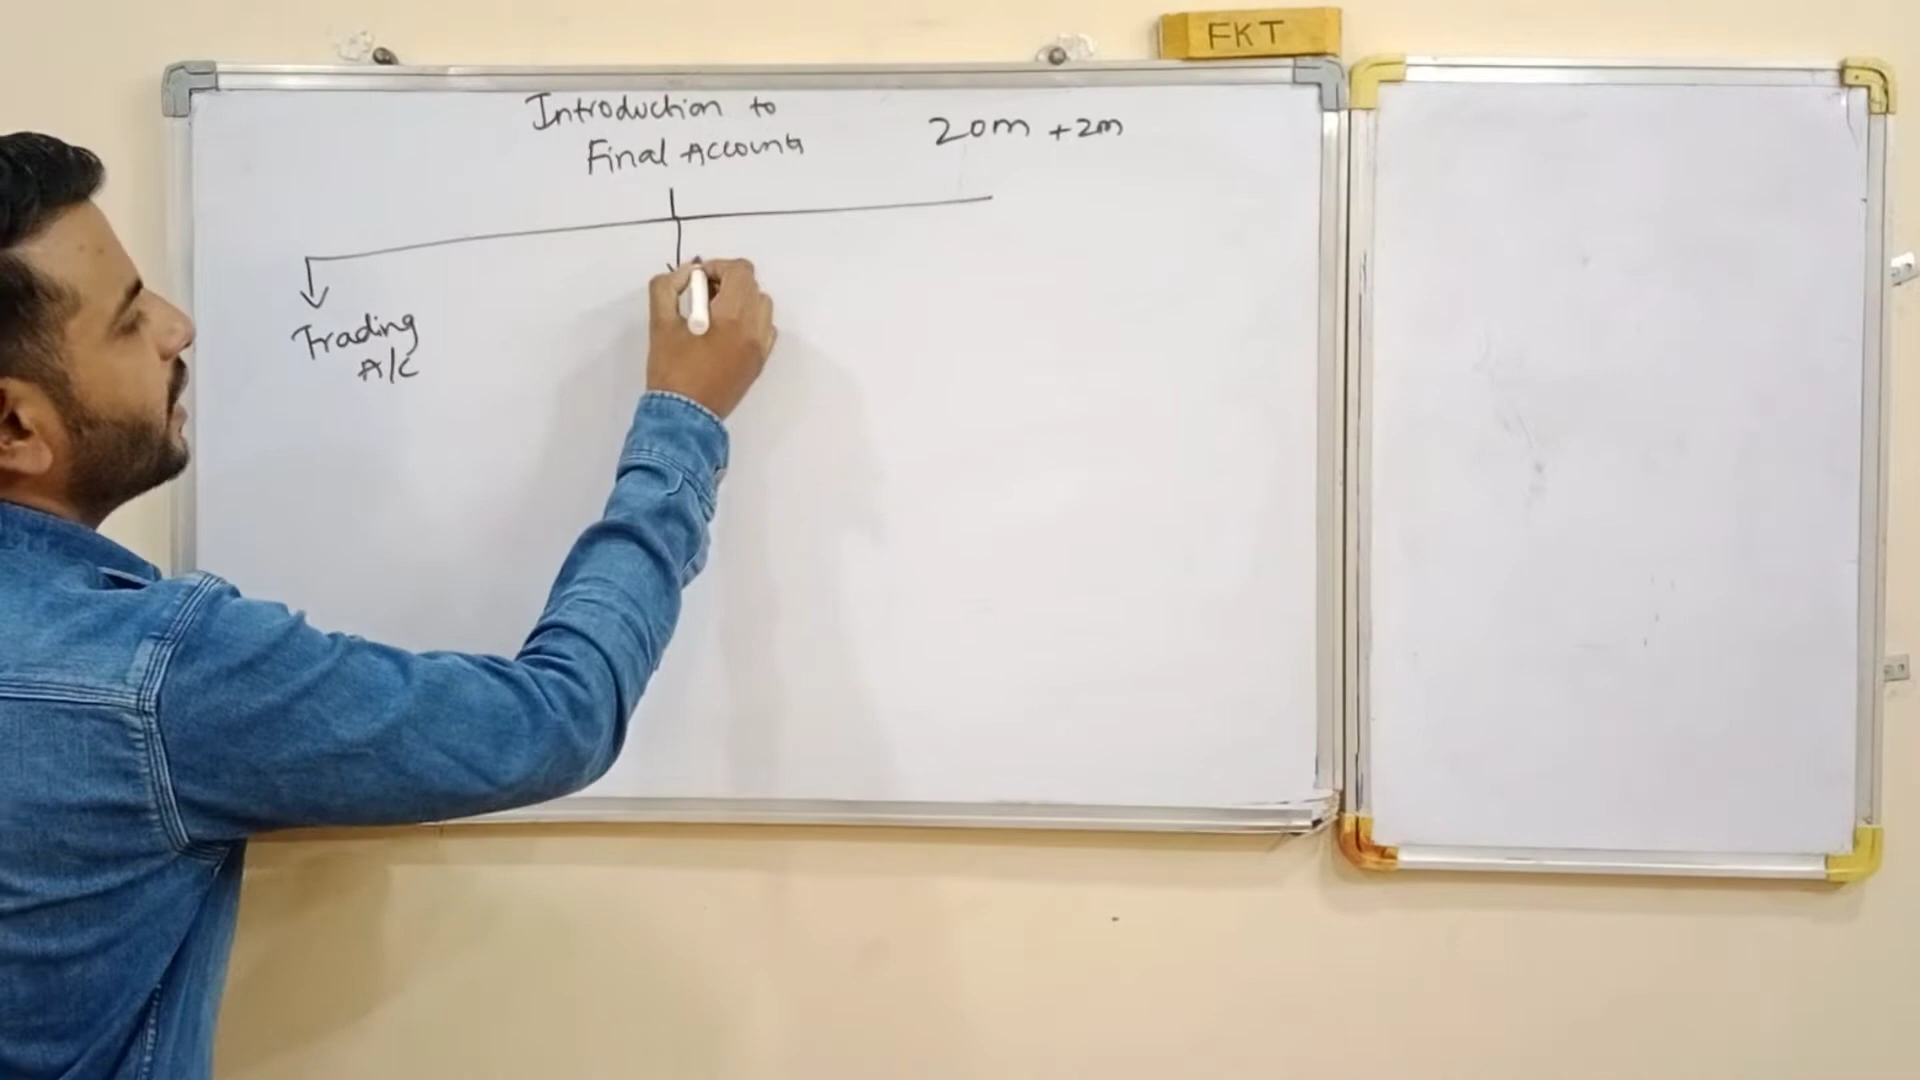 FKT
Introduction to
Final Accounts
20m + 2m
Trading
A/C